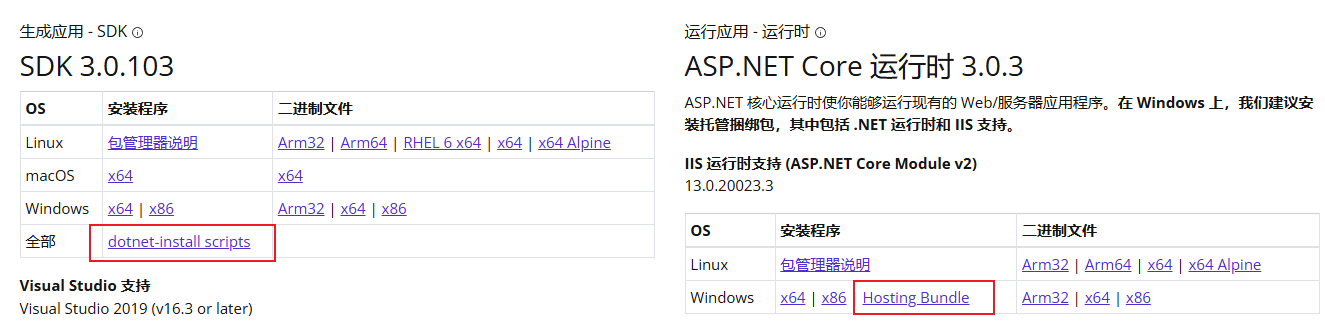 生成应用 - SDK
SDK 3.0.103
OS 安装程序 二进制文件
Linux 包管理器说明 Arm32 | Arm64 | RHEL 6 x64 | x64 | x64 Alpine
macOS x64 x64
Windows x64 | x86 Arm32 | x64 | x86
全部 dotnet-install scripts
Visual Studio 支持
Visual Studio 2019 (v16.3 or later)
运行应用 - 运行时
ASP.NET Core 运行时 3.0.3
ASP.NET 核心运行时使你能够运行现有的 Web/服务器应用程序。在 Windows 上，我们建议安
装托管捆绑包，其中包括 .NET 运行时和 IIS 支持。
IIS 运行时支持 (ASP.NET Core Module v2)
13.0.20023.3
OS 安装程序 二进制文件
Linux 包管理器说明 Arm32 | Arm64 | x64 | x64 Alpine
Windows x64 | x86 Hosting Bundle Arm32 | x64 | x86